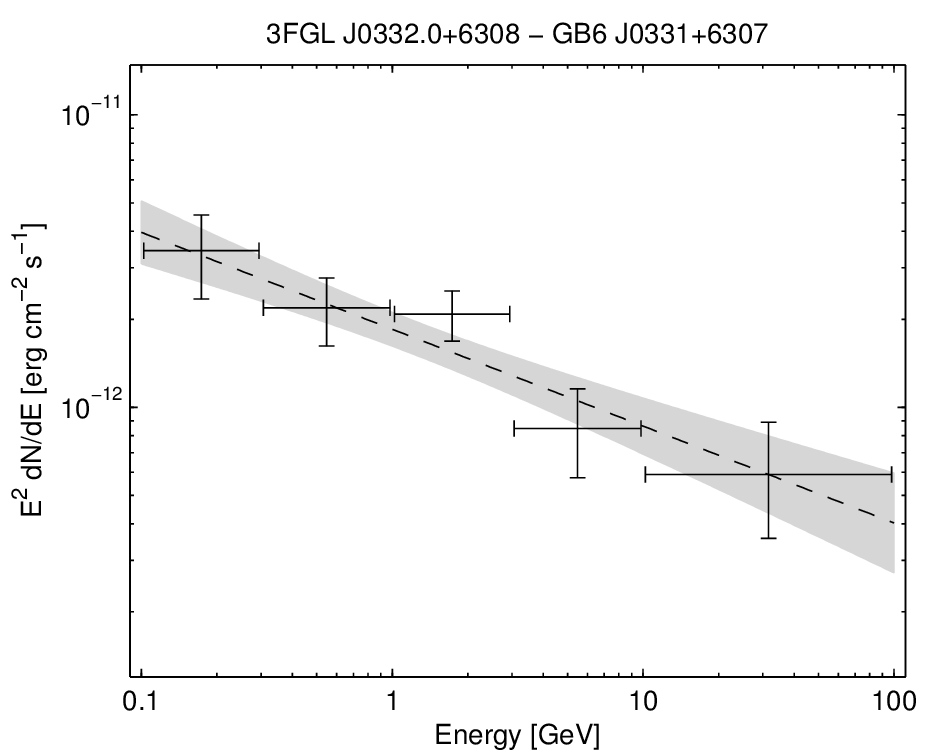 3FGL J0332.0+6308 − GB6 J0331+6307
10⁻¹¹
10⁻¹²
E² dN/dE [erg cm⁻² s⁻¹]
0.1 1 10 100
Energy [GeV]